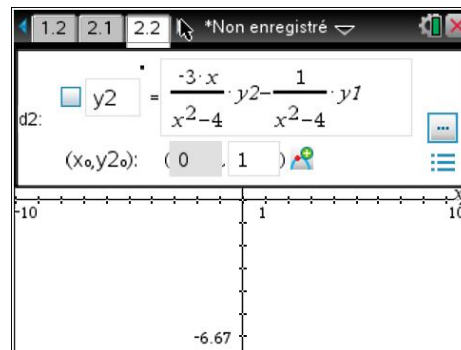 1.2 2.1 2.2 *Non enregistré
d2: y2˙ = -3·x/x²-4 · y2 - 1/x²-4 · y1
...
(x₀,y2₀): ( 0 , 1 )
-10 1 10 x
-6.67